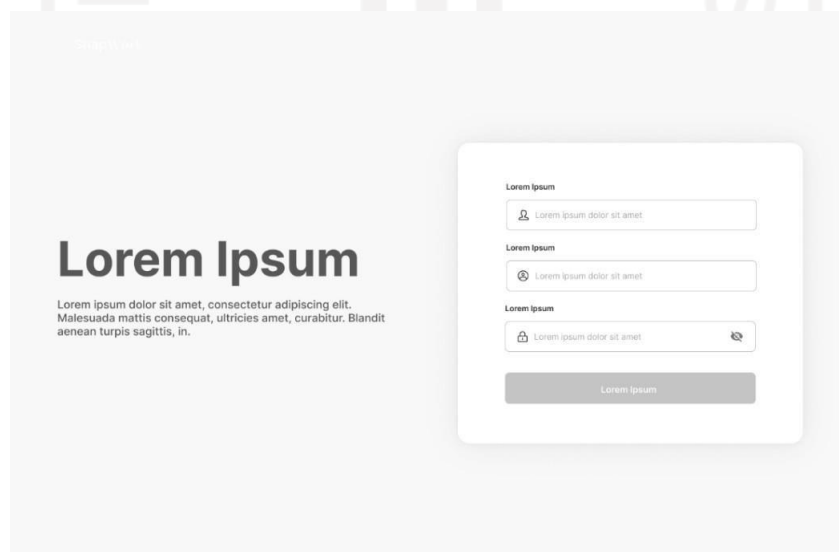 Lorem Ipsum
Lorem ipsum dolor sit amet, consectetur adipiscing elit.
Malesuada mattis consequat, ultricies amet, curabitur. Blandit
aenean turpis sagittis, in.
Lorem Ipsum
Lorem ipsum dolor sit amet
Lorem Ipsum
Lorem ipsum dolor sit amet
Lorem Ipsum
Lorem ipsum dolor sit amet
Lorem Ipsum